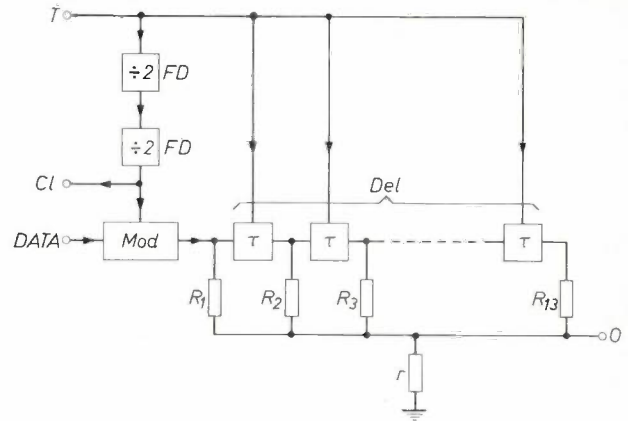 T
÷2 FD
÷2 FD
Cl
Del
DATA Mod τ τ τ
R1 R2 R3 R13
O
r